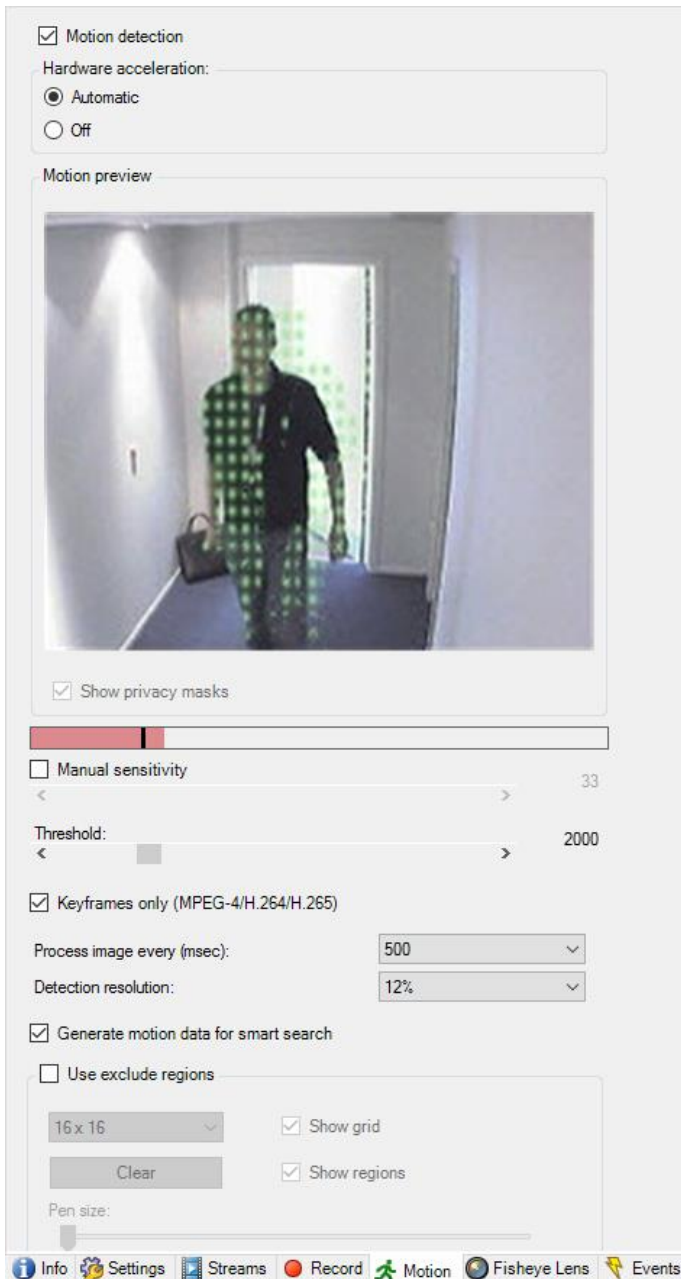 Motion detection
Hardware acceleration:
Automatic
Off
Motion preview
Show privacy masks
Manual sensitivity
33
Threshold:
2000
Keyframes only (MPEG-4/H.264/H.265)
Process image every (msec):
500
Detection resolution:
12%
Generate motion data for smart search
Use exclude regions
16 x 16
Show grid
Clear
Show regions
Pen size:
Info Settings Streams Record Motion Fisheye Lens Events